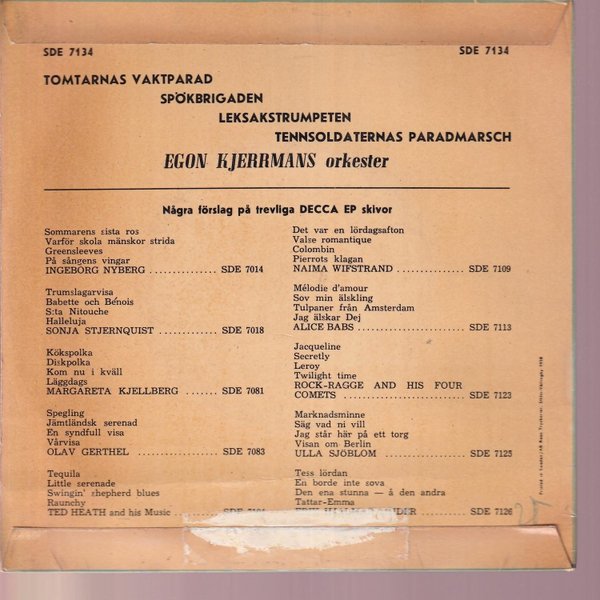 SDE 7134
SDE 7134
TOMTARNAS VAKTPARAD
SPÖKBRIGADEN
LEKSAKSTRUMPETEN
TENNSOLDATERNAS PARADMARSCH
EGON KJERRMANS orkester
Några förslag på trevliga DECCA EP skivor
Sommarens sista ros
Varför skola mänskor strida
Greensleeves
På sångens vingar
INGEBORG NYBERG .............. SDE 7014
Trumslagarvisa
Babette och Bénois
S:ta Nitouche
Halleluja
SONJA STJERNQUIST ............. SDE 7018
Kökspolka
Diskpolka
Kom nu i kväll
Läggdags
MARGARETA KJELLBERG ....... SDE 7081
Spegling
Jämtländsk serenad
En syndfull visa
Vårvisa
OLAV GERTHEL ................. SDE 7083
Tequila
Little serenade
Swingin' shepherd blues
Raunchy
TED HEATH and his Music ....... SDE
Det var en lördagsafton
Valse romantique
Colombin
Pierrots klagan
NAIMA WIFSTRAND .............. SDE 7109
Mélodie d'amour
Sov min älskling
Tulpaner från Amsterdam
Jag älskar Dej
ALICE BABS ...................... SDE 7113
Jacqueline
Secretly
Leroy
Twilight time
ROCK-RAGGE AND HIS FOUR
COMETS ......................... SDE 7123
Marknadsminne
Säg vad ni vill
Jag står här på ett torg
Visan om Berlin
ULLA SJÖBLOM ................. SDE 7125
Tess lördan
En borde inte sova
Den ena stunna — å den andra
Tattar-Emma
SDE 7126
25